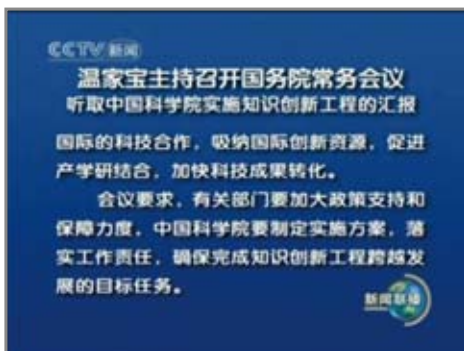 CCTV 新闻
温家宝主持召开国务院常务会议
听取中国科学院实施知识创新工程的汇报
国际的科技合作，吸纳国际创新资源，促进
产学研结合，加快科技成果转化。
会议要求，有关部门要加大政策支持和
保障力度，中国科学院要制定实施方案，落
实工作责任，确保完成知识创新工程跨越发
展的目标任务。
新闻联播